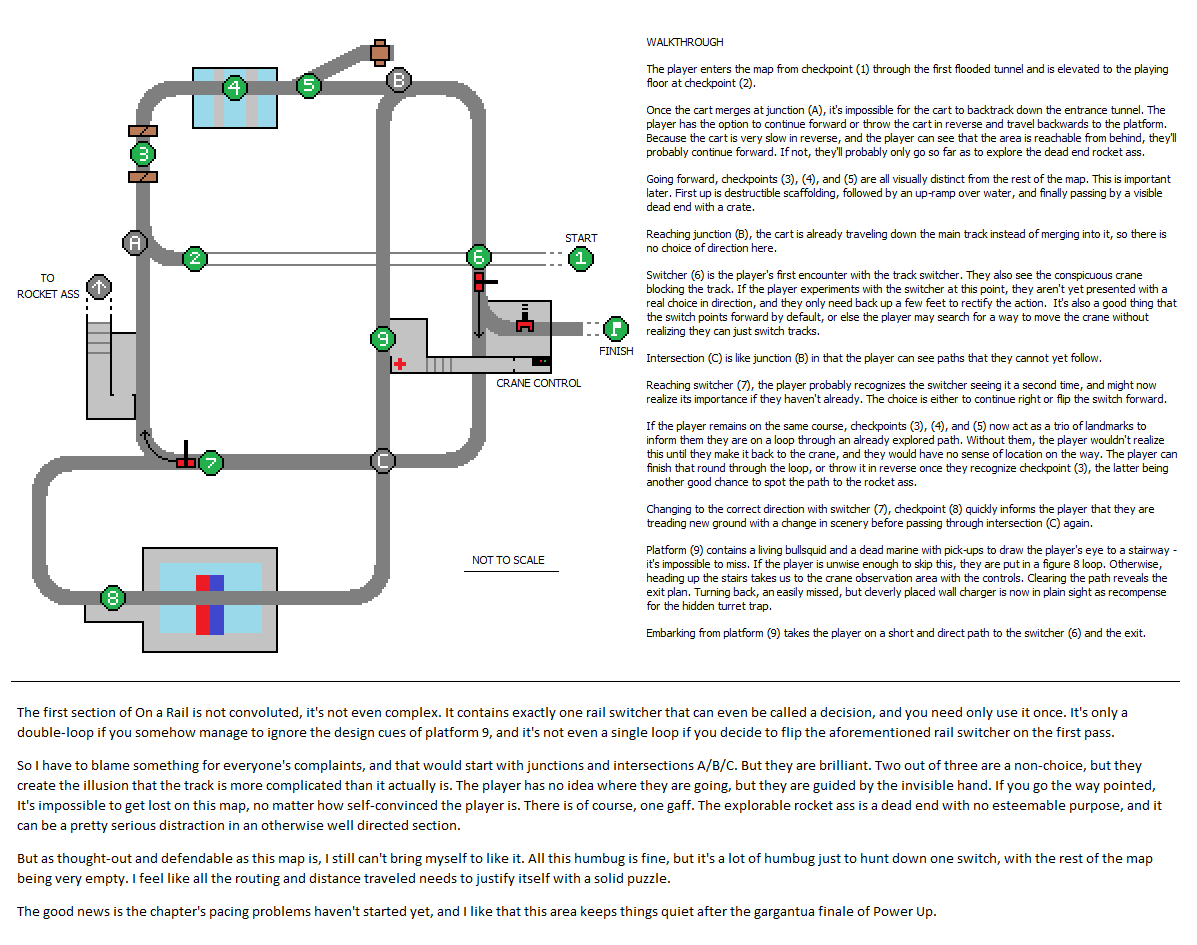 4
5
B
3
A
2
START
1
6
TO
ROCKET ASS
9
FINISH
CRANE CONTROL
7
C
NOT TO SCALE
8
WALKTHROUGH
The player enters the map from checkpoint (1) through the first flooded tunnel and is elevated to the playing
floor at checkpoint (2).
Once the cart merges at junction (A), it's impossible for the cart to backtrack down the entrance tunnel. The
player has the option to continue forward or throw the cart in reverse and travel backwards to the platform.
Because the cart is very slow in reverse, and the player can see that the area is reachable from behind, they'll
probably continue forward. If not, they'll probably only go so far as to explore the dead end rocket ass.
Going forward, checkpoints (3), (4), and (5) are all visually distinct from the rest of the map. This is important
later. First up is destructible scaffolding, followed by an up-ramp over water, and finally passing by a visible
dead end with a crate.
Reaching junction (B), the cart is already traveling down the main track instead of merging into it, so there is
no choice of direction here.
Switcher (6) is the player's first encounter with the track switcher. They also see the conspicuous crane
blocking the track. If the player experiments with the switcher at this point, they aren't yet presented with a
real choice in direction, and they only need back up a few feet to rectify the action. It's also a good thing that
the switch points forward by default, or else the player may search for a way to move the crane without
realizing they can just switch tracks.
Intersection (C) is like junction (B) in that the player can see paths that they cannot yet follow.
Reaching switcher (7), the player probably recognizes the switcher seeing it a second time, and might now
realize its importance if they haven't already. The choice is either to continue right or flip the switch forward.
If the player remains on the same course, checkpoints (3), (4), and (5) now act as a trio of landmarks to
inform them they are on a loop through an already explored path. Without them, the player wouldn't realize
this until they make it back to the crane, and they would have no sense of location on the way. The player can
finish that round through the loop, or throw it in reverse once they recognize checkpoint (3), the latter being
another good chance to spot the path to the rocket ass.
Changing to the correct direction with switcher (7), checkpoint (8) quickly informs the player that they are
treading new ground with a change in scenery before passing through intersection (C) again.
Platform (9) contains a living bullsquid and a dead marine with pick-ups to draw the player's eye to a stairway -
it's impossible to miss. If the player is unwise enough to skip this, they are put in a figure 8 loop. Otherwise,
heading up the stairs takes us to the crane observation area with the controls. Clearing the path reveals the
exit plan. Turning back, an easily missed, but cleverly placed wall charger is now in plain sight as recompense
for the hidden turret trap.
Embarking from platform (9) takes the player on a short and direct path to the switcher (6) and the exit.
The first section of On a Rail is not convoluted, it's not even complex. It contains exactly one rail switcher that can even be called a decision, and you need only use it once. It's only a
double-loop if you somehow manage to ignore the design cues of platform 9, and it's not even a single loop if you decide to flip the aforementioned rail switcher on the first pass.
So I have to blame something for everyone's complaints, and that would start with junctions and intersections A/B/C. But they are brilliant. Two out of three are a non-choice, but they
create the illusion that the track is more complicated than it actually is. The player has no idea where they are going, but they are guided by the invisible hand. If you go the way pointed,
It's impossible to get lost on this map, no matter how self-convinced the player is. There is of course, one gaff. The explorable rocket ass is a dead end with no esteemable purpose, and it
can be a pretty serious distraction in an otherwise well directed section.
But as thought-out and defendable as this map is, I still can't bring myself to like it. All this humbug is fine, but it's a lot of humbug just to hunt down one switch, with the rest of the map
being very empty. I feel like all the routing and distance traveled needs to justify itself with a solid puzzle.
The good news is the chapter's pacing problems haven't started yet, and I like that this area keeps things quiet after the gargantua finale of Power Up.